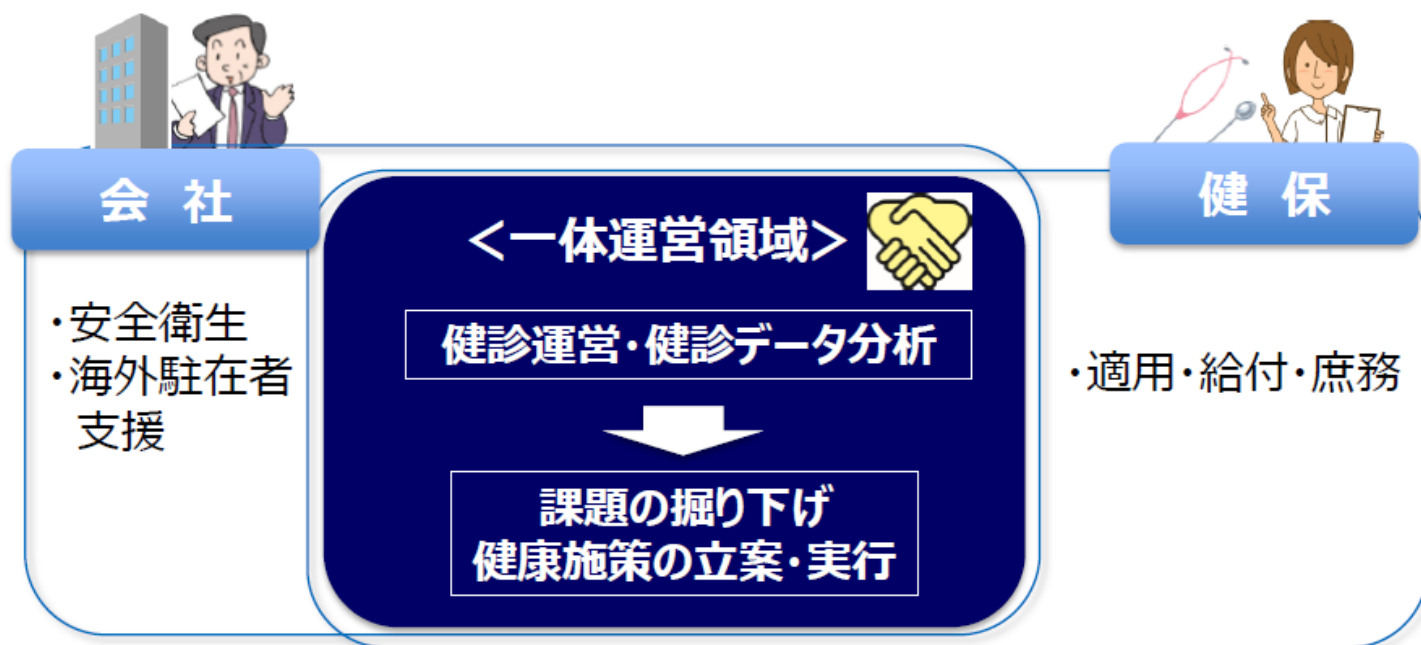 会 社
・安全衛生
・海外駐在者
支援
<一体運営領域>
健診運営・健診データ分析
課題の掘り下げ
健康施策の立案・実行
健 保
・適用・給付・庶務